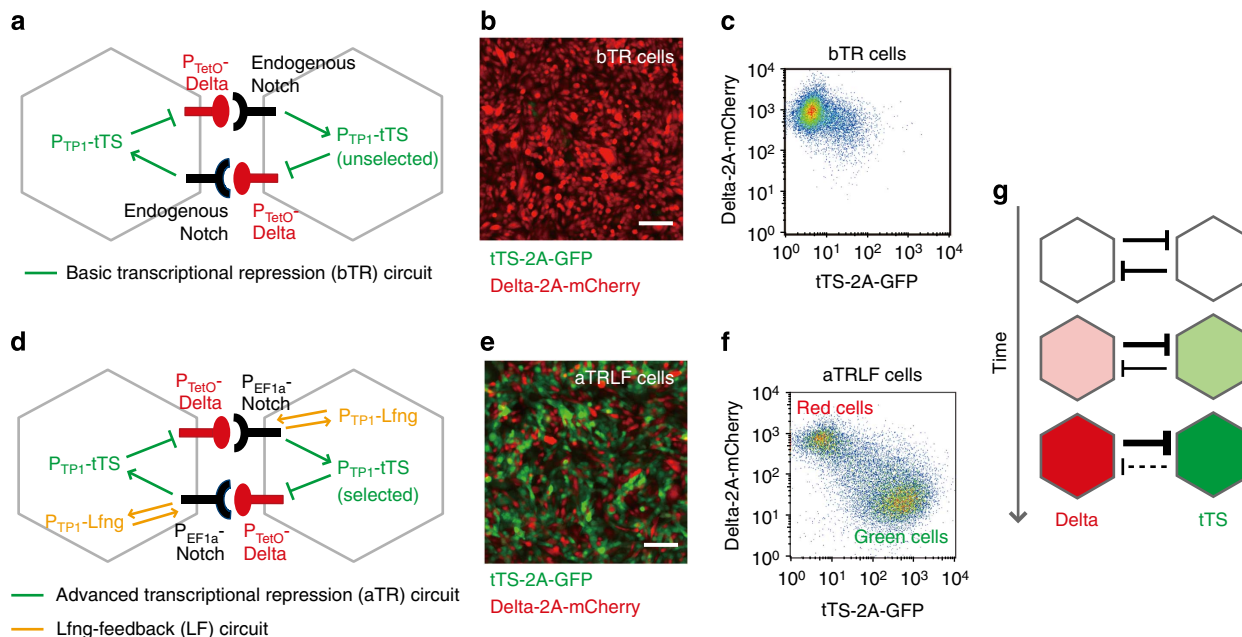 a
P_TetO-
Delta
Endogenous
Notch
P_TP1-tTS
P_TP1-tTS
(unselected)
Endogenous
Notch
P_TetO-
Delta
Basic transcriptional repression (bTR) circuit
b
bTR cells
tTS-2A-GFP
Delta-2A-mCherry
c
bTR cells
Delta-2A-mCherry
10^4
10^3
10^2
10^1
10^0
10^0 10^1 10^2 10^3 10^4
tTS-2A-GFP
d
P_TetO-
Delta
P_EF1a-
Notch
P_TP1-Lfng
P_TP1-tTS
P_TP1-tTS
(selected)
P_TP1-Lfng
P_EF1a-
Notch
P_TetO-
Delta
Advanced transcriptional repression (aTR) circuit
Lfng-feedback (LF) circuit
e
aTRLF cells
tTS-2A-GFP
Delta-2A-mCherry
f
aTRLF cells
Delta-2A-mCherry
10^4
10^3
10^2
10^1
10^0
Red cells
Green cells
10^0 10^1 10^2 10^3 10^4
tTS-2A-GFP
g
Time
Delta
tTS